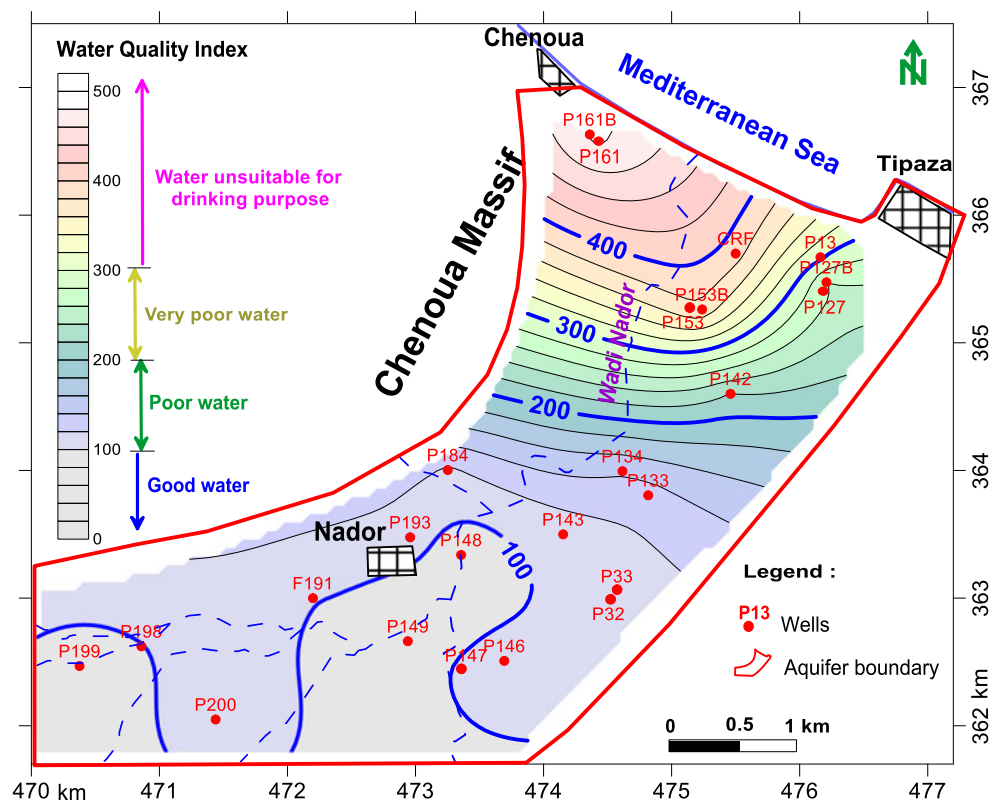 Water Quality Index
500
400
300
200
100
0
Water unsuitable for
drinking purpose
Very poor water
Poor water
Good water
Chenoua
Mediterranean Sea
N
Tipaza
Chenoua Massif
P161B
P161
CRF
P13
P127B
P127
P153B
P153
400
300
Wadi Nador
P142
200
P184
P134
P133
P193
P143
Nador
P148
100
F191
P33
P32
P198
P199
P149
P147
P146
P200
Legend :
P13
Wells
Aquifer boundary
0 0.5 1 km
367
366
365
364
363
362 km
470 km 471 472 473 474 475 476 477